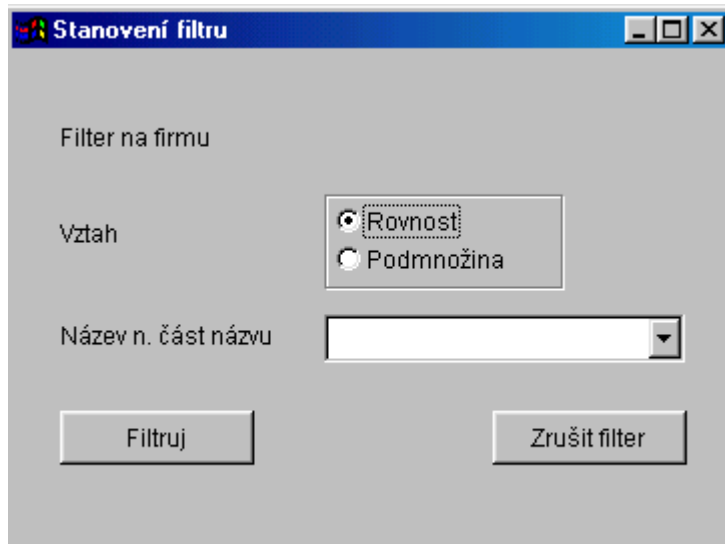 Stanovení filtru
Filter na firmu
Vztah
Rovnost
Podmnožina
Název n. část názvu
Filtruj
Zrušit filter